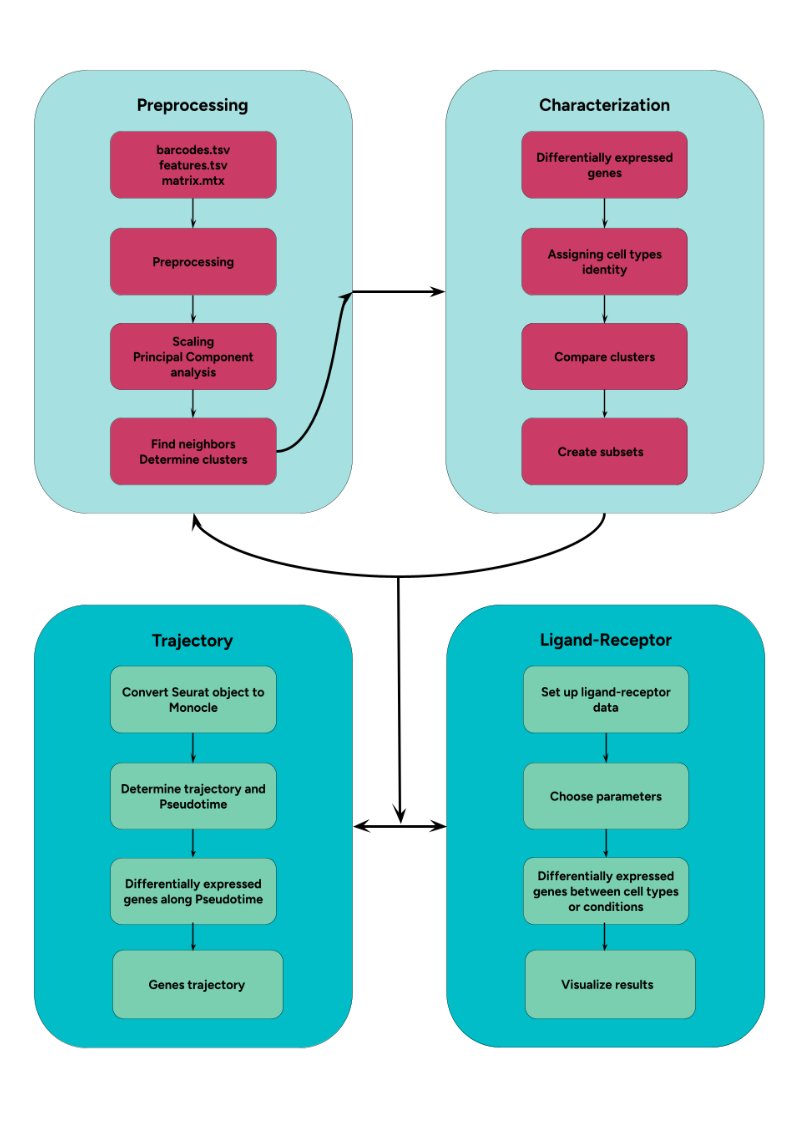 Preprocessing
barcodes.tsv
features.tsv
matrix.mtx
Preprocessing
Scaling
Principal Component
analysis
Find neighbors
Determine clusters
Characterization
Differentially expressed
genes
Assigning cell types
identity
Compare clusters
Create subsets
Trajectory
Convert Seurat object to
Monocle
Determine trajectory and
Pseudotime
Differentially expressed
genes along Pseudotime
Genes trajectory
Ligand-Receptor
Set up ligand-receptor
data
Choose parameters
Differentially expressed
genes between cell types
or conditions
Visualize results